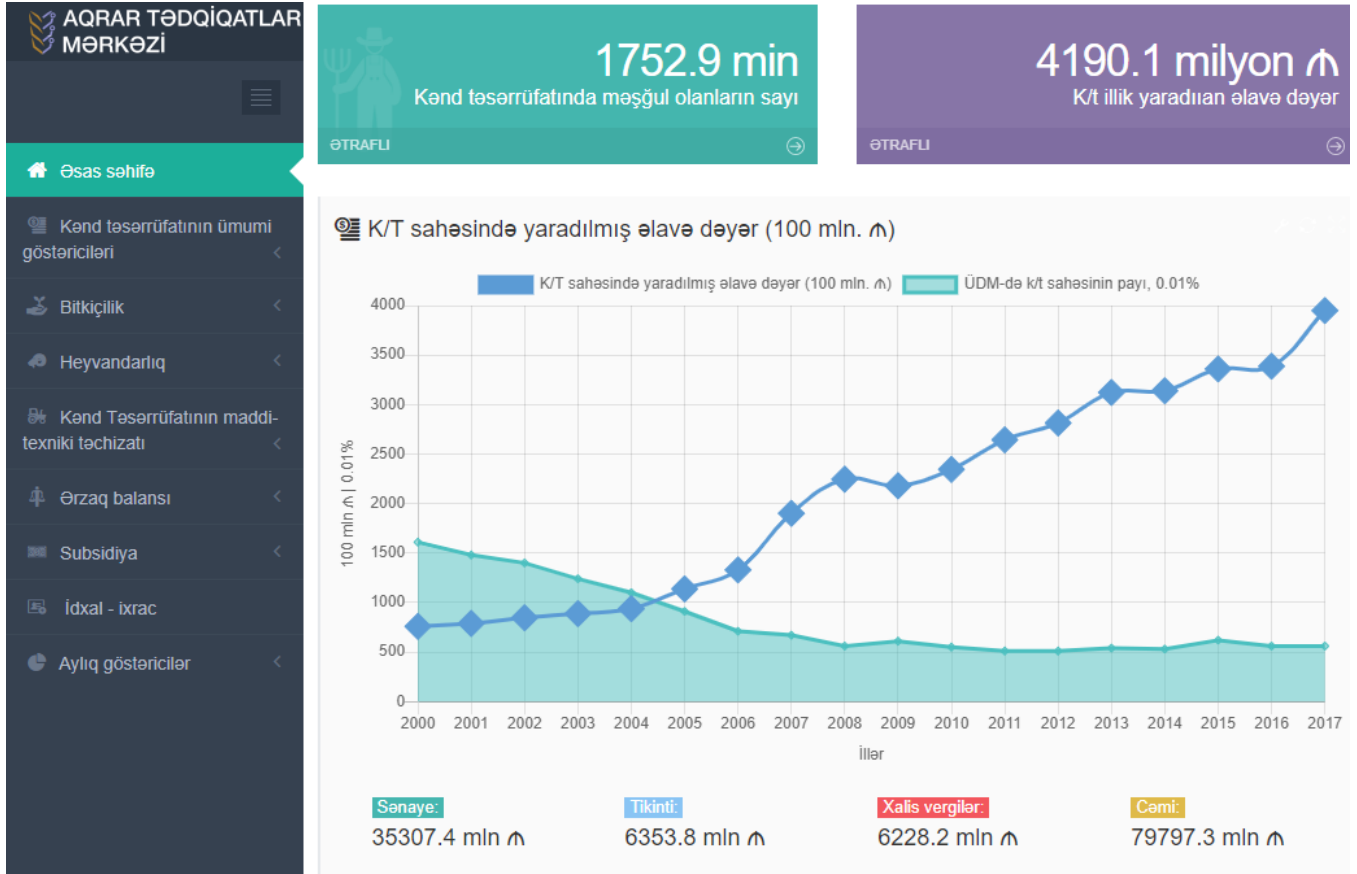 AQRAR TƏDQİQATLAR
MƏRKƏZİ
Əsas səhifə
Kənd təsərrüfatının ümumi
göstəriciləri
Bitkiçilik
Heyvandarlıq
Kənd Təsərrüfatının maddi-
texniki təchizatı
Ərzaq balansı
Subsidiya
İdxal - ixrac
Aylıq göstəricilər
1752.9 min
Kənd təsərrüfatında məşğul olanların sayı
ƏTRAFLI
4190.1 milyon ₼
K/t illik yaradııan əlavə dəyər
ƏTRAFLI
K/T sahəsində yaradılmış əlavə dəyər (100 mln. ₼)
K/T sahəsində yaradılmış əlavə dəyər (100 mln. ₼) ÜDM-də k/t sahəsinin payı, 0.01%
4000
3500
3000
2500
2000
1500
1000
500
0
100 mln ₼ | 0.01%
2000 2001 2002 2003 2004 2005 2006 2007 2008 2009 2010 2011 2012 2013 2014 2015 2016 2017
İllər
Sənaye: Tikinti: Xalis vergilər: Cəmi:
35307.4 mln ₼ 6353.8 mln ₼ 6228.2 mln ₼ 79797.3 mln ₼